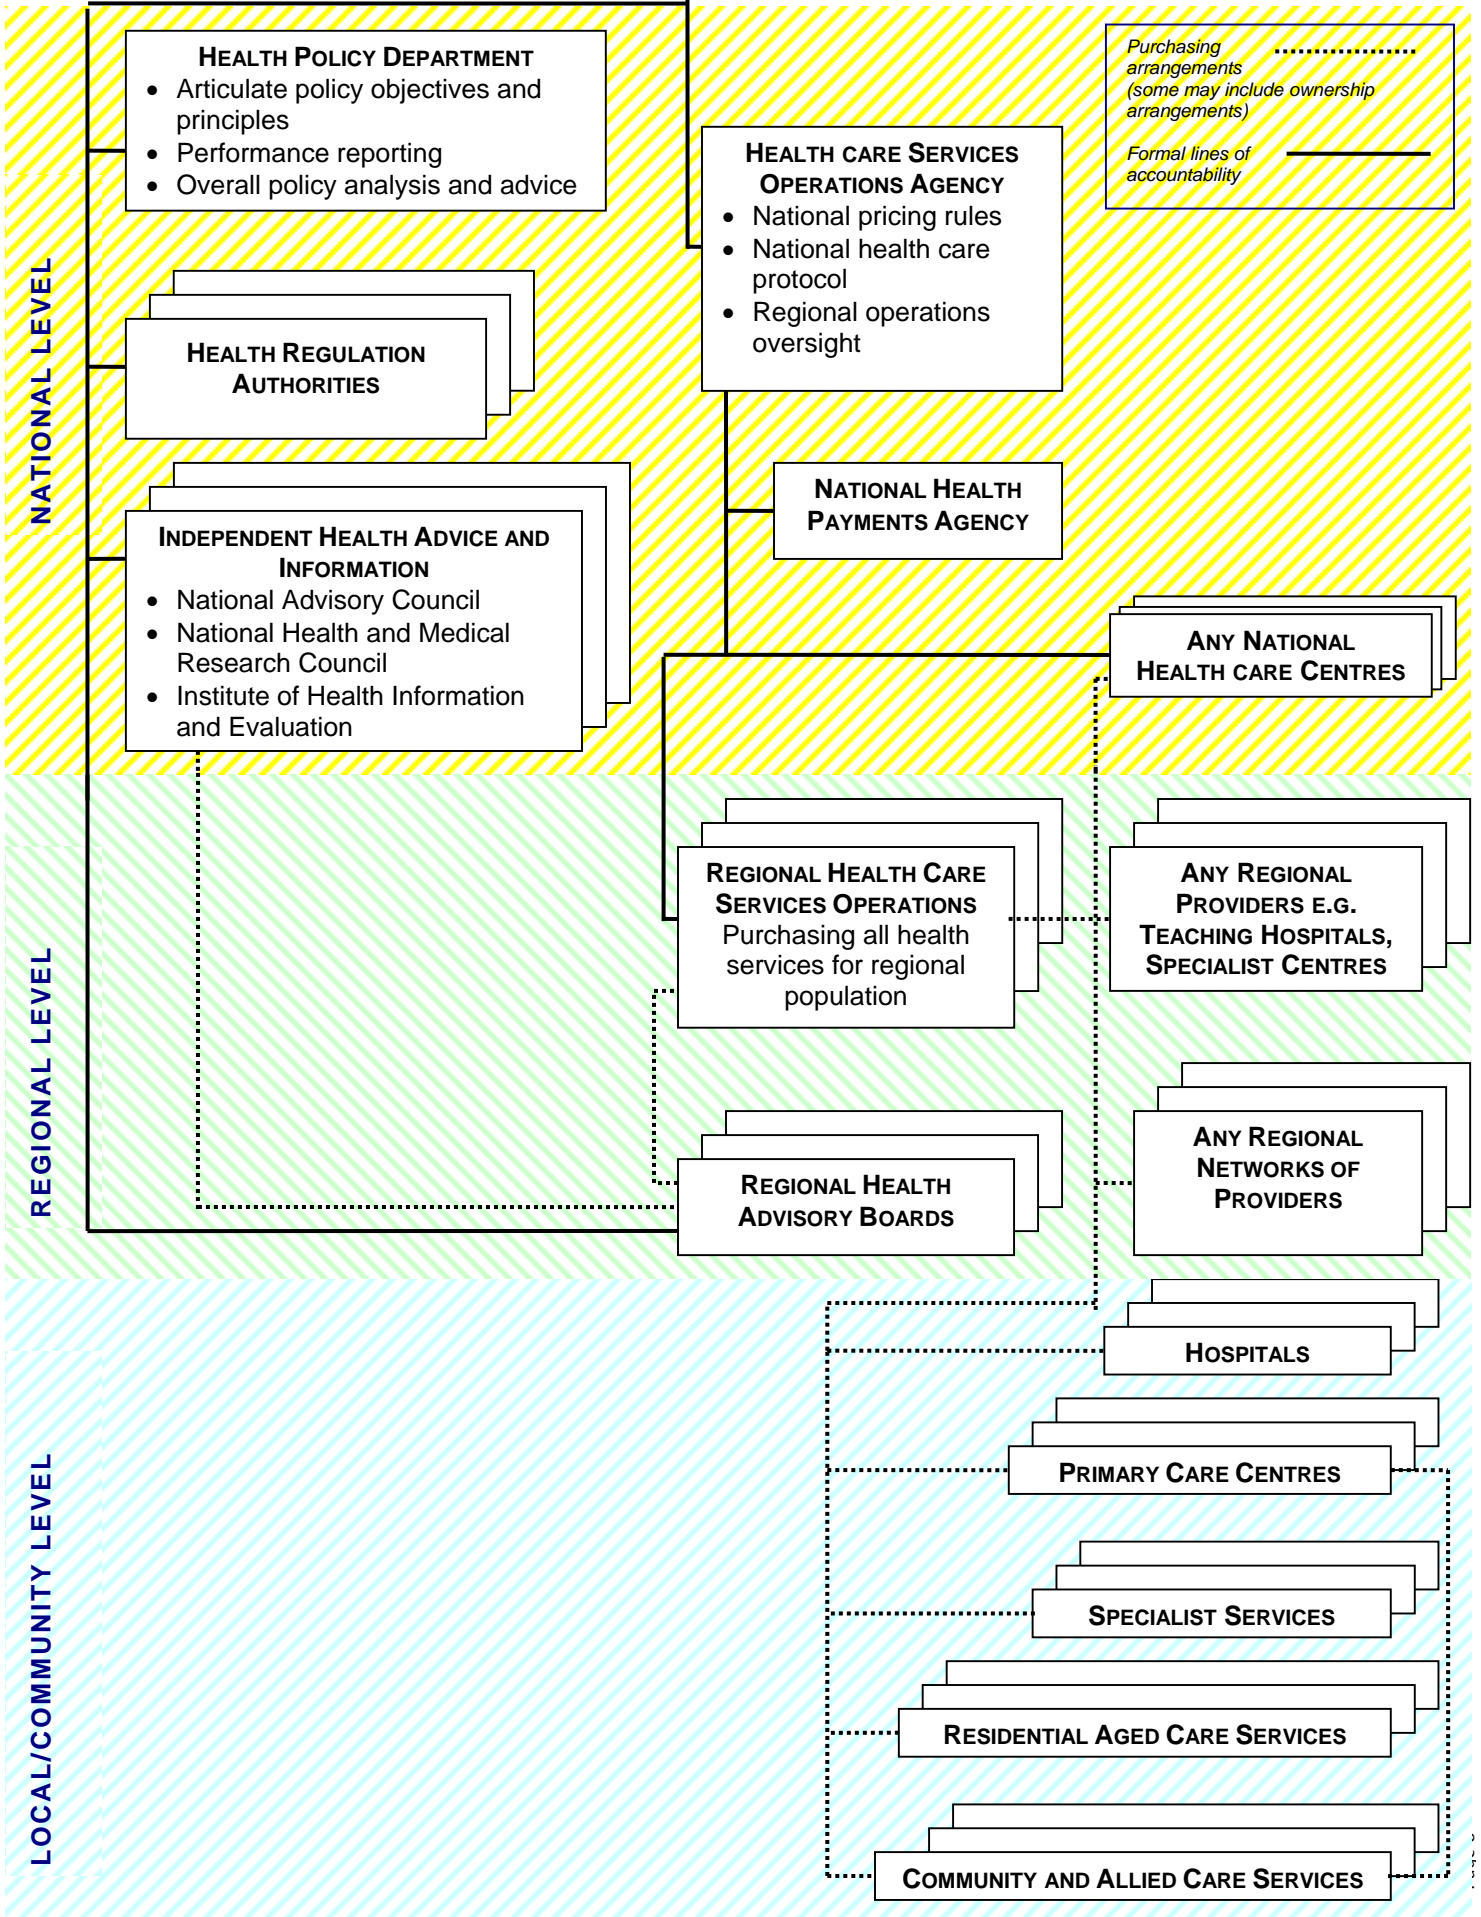 HEALTH POLICY DEPARTMENT
• Articulate policy objectives and
principles
• Performance reporting
• Overall policy analysis and advice
Purchasing
arrangements
(some may include ownership
arrangements)
Formal lines of
accountability
HEALTH CARE SERVICES
OPERATIONS AGENCY
• National pricing rules
• National health care
protocol
• Regional operations
oversight
NATIONAL LEVEL
HEALTH REGULATION
AUTHORITIES
NATIONAL HEALTH
PAYMENTS AGENCY
INDEPENDENT HEALTH ADVICE AND
INFORMATION
• National Advisory Council
• National Health and Medical
Research Council
• Institute of Health Information
and Evaluation
ANY NATIONAL
HEALTH CARE CENTRES
REGIONAL LEVEL
REGIONAL HEALTH CARE
SERVICES OPERATIONS
Purchasing all health
services for regional
population
ANY REGIONAL
PROVIDERS E.G.
TEACHING HOSPITALS,
SPECIALIST CENTRES
REGIONAL HEALTH
ADVISORY BOARDS
ANY REGIONAL
NETWORKS OF
PROVIDERS
LOCAL/COMMUNITY LEVEL
HOSPITALS
PRIMARY CARE CENTRES
SPECIALIST SERVICES
RESIDENTIAL AGED CARE SERVICES
COMMUNITY AND ALLIED CARE SERVICES